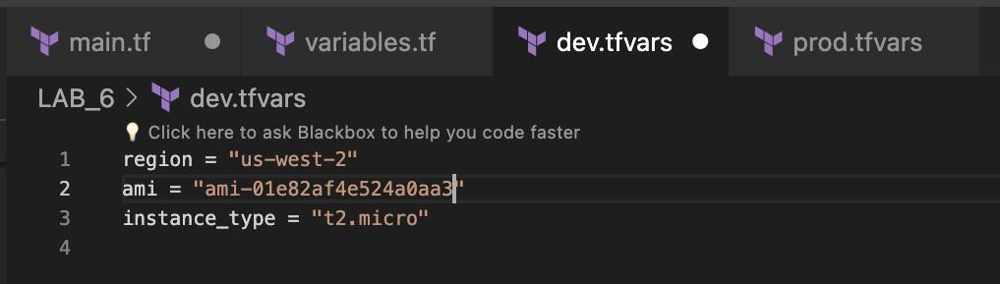 main.tf variables.tf dev.tfvars prod.tfvars
LAB_6 > dev.tfvars
Click here to ask Blackbox to help you code faster
1 region = "us-west-2"
2 ami = "ami-01e82af4e524a0aa3"
3 instance_type = "t2.micro"
4